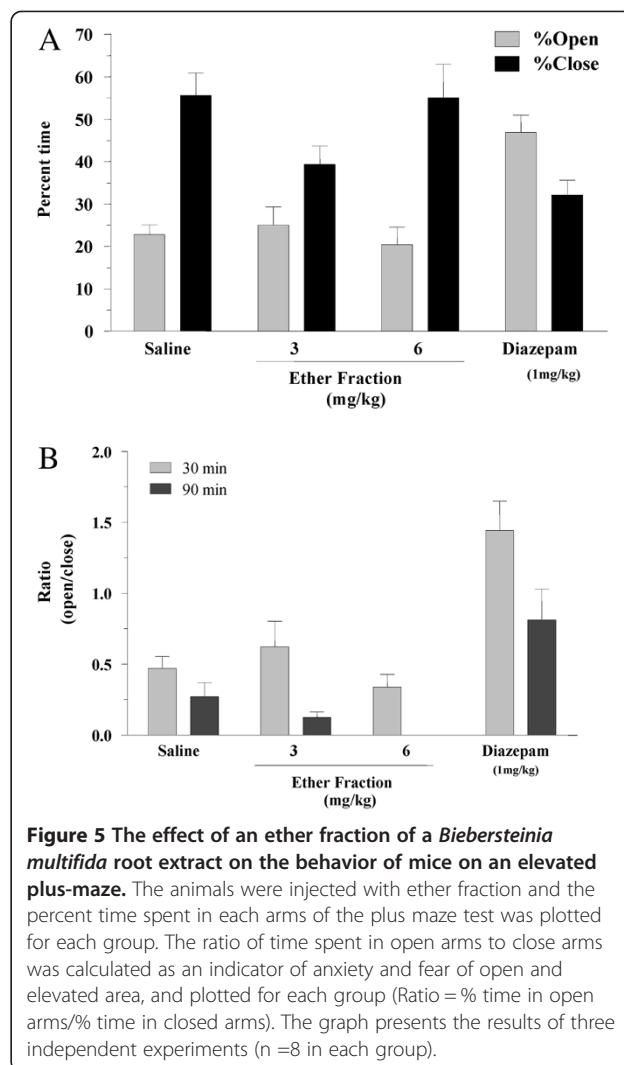 A
%Open
%Close
70
60
50
40
30
20
10
0
Percent time
Saline
3
6
Diazepam
Ether Fraction
(1mg/kg)
(mg/kg)
B
30 min
90 min
2.0
1.5
1.0
0.5
0.0
Ratio
(open/close)
Saline
3
6
Diazepam
(1mg/kg)
Ether Fraction
(mg/kg)
Figure 5 The effect of an ether fraction of a Biebersteinia
multifida root extract on the behavior of mice on an elevated
plus-maze. The animals were injected with ether fraction and the
percent time spent in each arms of the plus maze test was plotted
for each group. The ratio of time spent in open arms to close arms
was calculated as an indicator of anxiety and fear of open and
elevated area, and plotted for each group (Ratio = % time in open
arms/% time in closed arms). The graph presents the results of three
independent experiments (n =8 in each group).